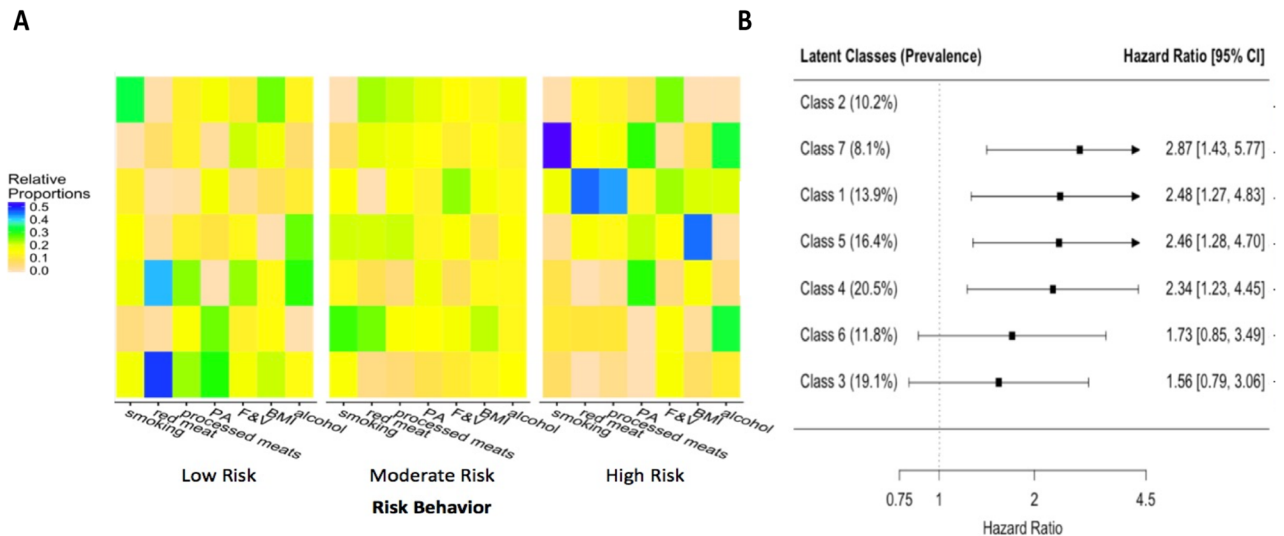 A
B
Relative
Proportions
0.5
0.4
0.3
0.2
0.1
0.0
smoking
red meat
processed meats
PA
F&V
BMI
alcohol
smoking
red meat
processed meats
PA
F&V
BMI
alcohol
smoking
red meat
processed meats
PA
F&V
BMI
alcohol
Low Risk
Moderate Risk
High Risk
Risk Behavior
Latent Classes (Prevalence) Hazard Ratio [95% CI]
Class 2 (10.2%)
Class 7 (8.1%) 2.87 [1.43, 5.77]
Class 1 (13.9%) 2.48 [1.27, 4.83]
Class 5 (16.4%) 2.46 [1.28, 4.70]
Class 4 (20.5%) 2.34 [1.23, 4.45]
Class 6 (11.8%) 1.73 [0.85, 3.49]
Class 3 (19.1%) 1.56 [0.79, 3.06]
0.75 1 2 4.5
Hazard Ratio